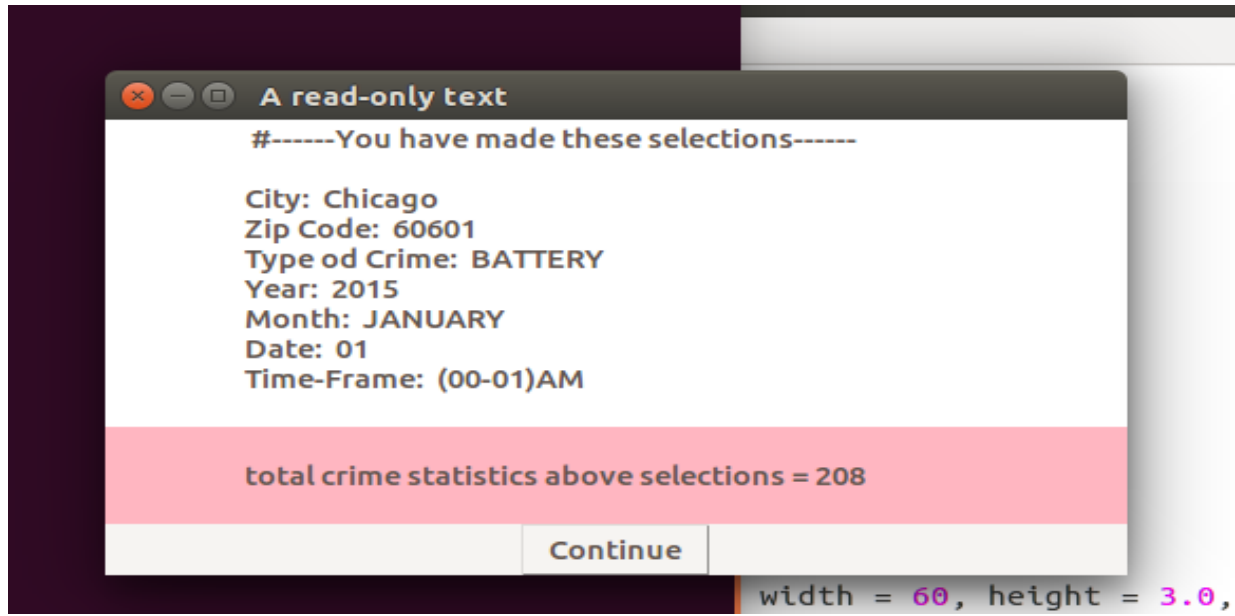 A read-only text
#------You have made these selections------
City: Chicago
Zip Code: 60601
Type od Crime: BATTERY
Year: 2015
Month: JANUARY
Date: 01
Time-Frame: (00-01)AM
total crime statistics above selections = 208
Continue
width = 60, height = 3.0,